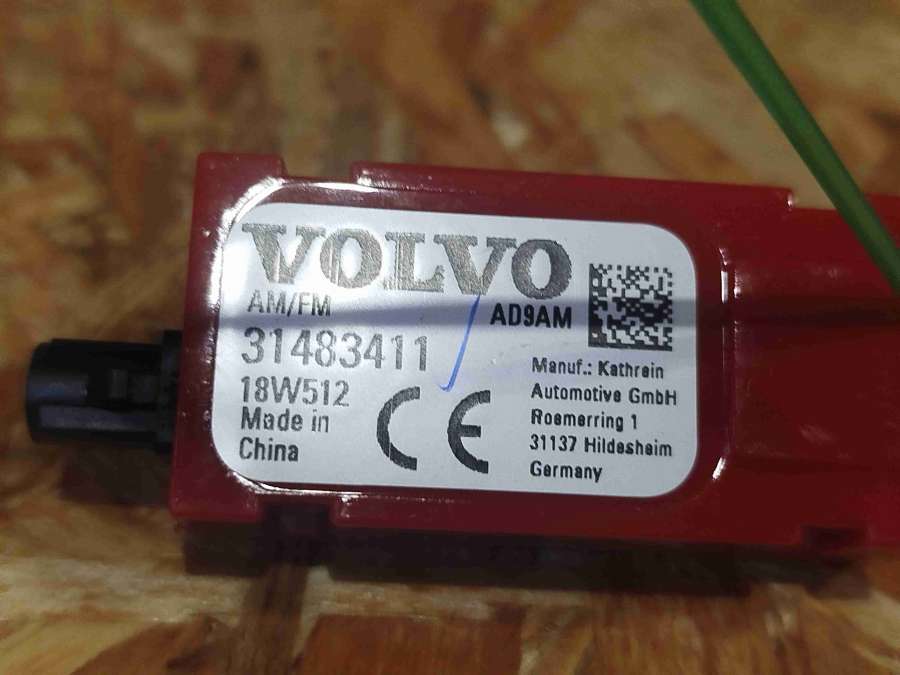 VOLVO
AM/FM
AD9AM
31483411
18W512
Made in
China
CE
Manuf.: Kathrein
Automotive GmbH
Roemerring 1
31137 Hildesheim
Germany